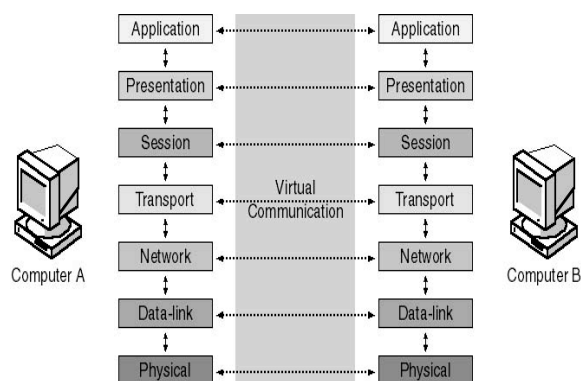 Application Application
Presentation Presentation
Session Session
Transport Virtual Communication Transport
Computer A Network Network Computer B
Data-link Data-link
Physical Physical